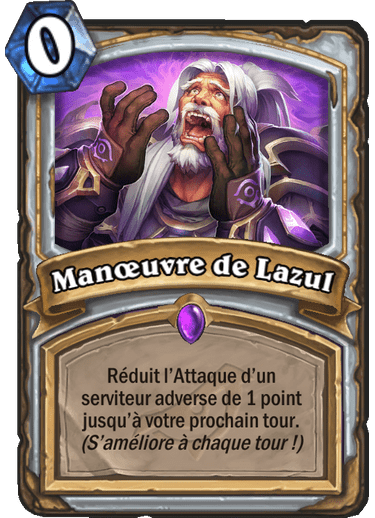 0
Manœuvre de Lazul
Réduit l’Attaque d’un
serviteur adverse de 1 point
jusqu’à votre prochain tour.
(S’améliore à chaque tour !)